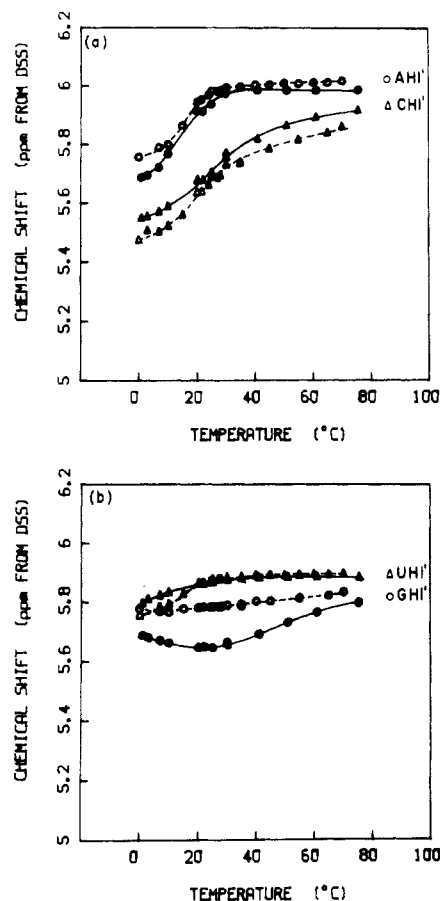 (a)
6.2
6
5.8
5.6
5.4
5.2
5
CHEMICAL SHIFT (ppm FROM DSS)
○ AH1'
△ CH1'
0 20 40 60 80 100
TEMPERATURE (°C)
(b)
6.2
6
5.8
5.6
5.4
5.2
5
CHEMICAL SHIFT (ppm FROM DSS)
△ UH1'
○ GH1'
0 20 40 60 80 100
TEMPERATURE (°C)